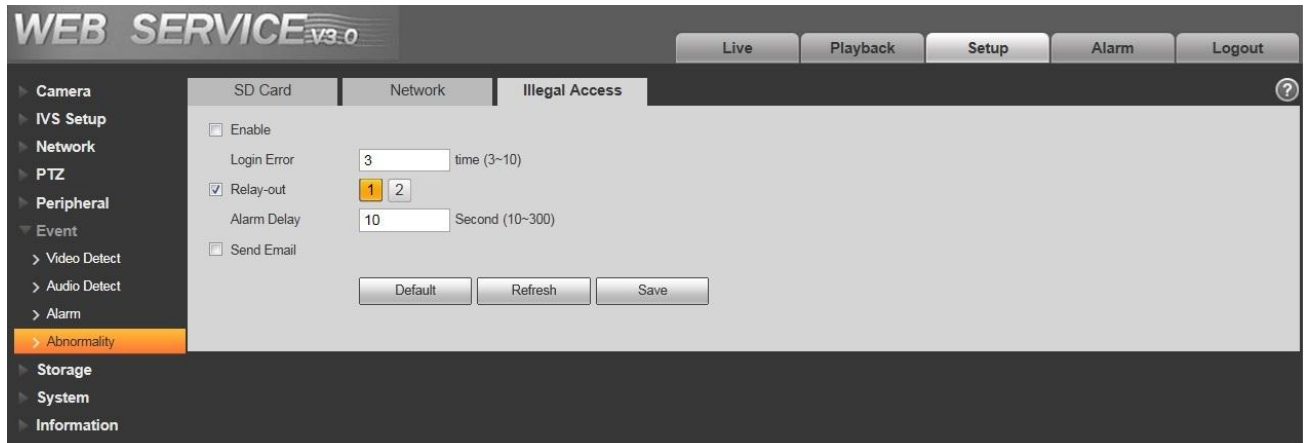 WEB SERVICE V3.0
Live Playback Setup Alarm Logout
Camera
IVS Setup
Network
PTZ
Peripheral
Event
Video Detect
Audio Detect
Alarm
Abnormality
Storage
System
Information
SD Card Network Illegal Access ?
Enable
Login Error 3 time (3~10)
Relay-out 1 2
Alarm Delay 10 Second (10~300)
Send Email
Default Refresh Save